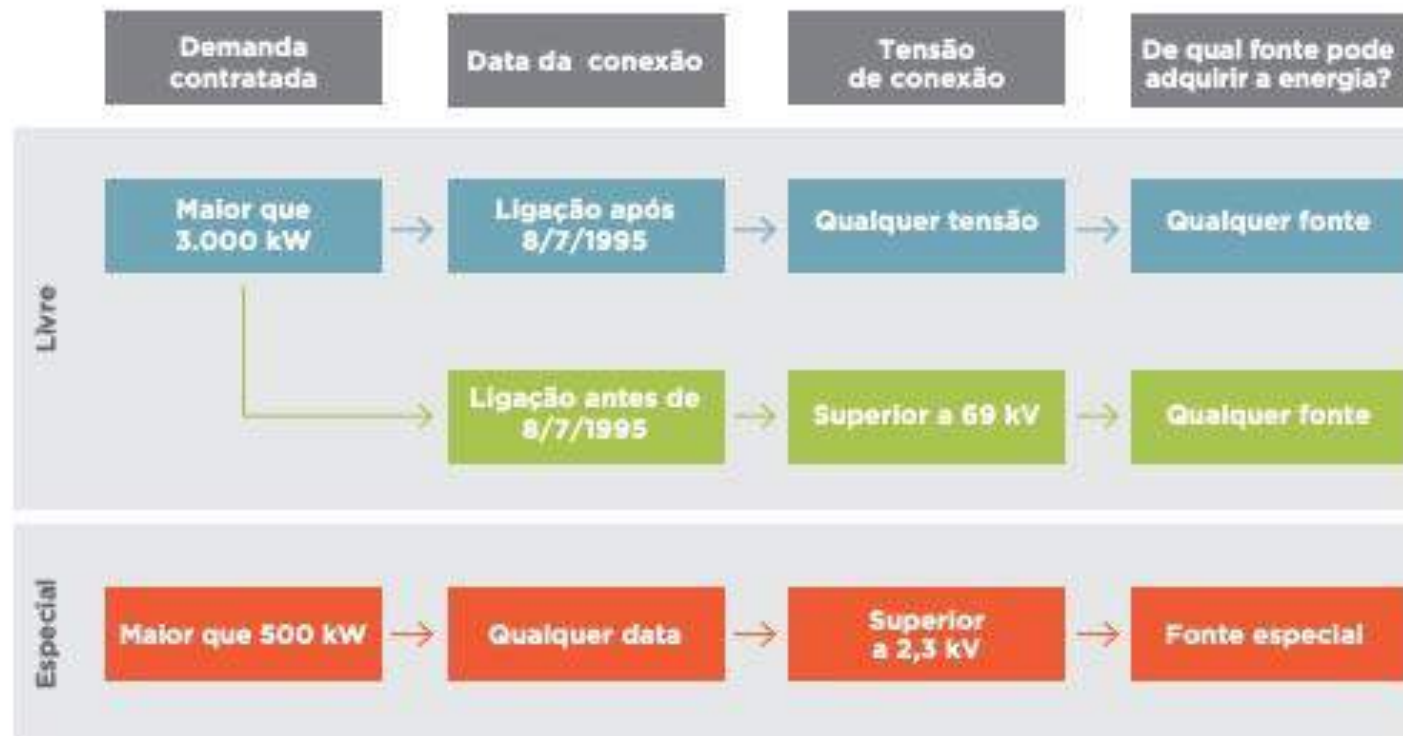 Demanda
contratada
Data da conexão
Tensão
de conexão
De qual fonte pode
adquirir a energia?
Livre
Maior que
3.000 kW
Ligação após
8/7/1995
Qualquer tensão
Qualquer fonte
Ligação antes de
8/7/1995
Superior a 69 kV
Qualquer fonte
Especial
Maior que 500 kW
Qualquer data
Superior
a 2,3 kV
Fonte especial